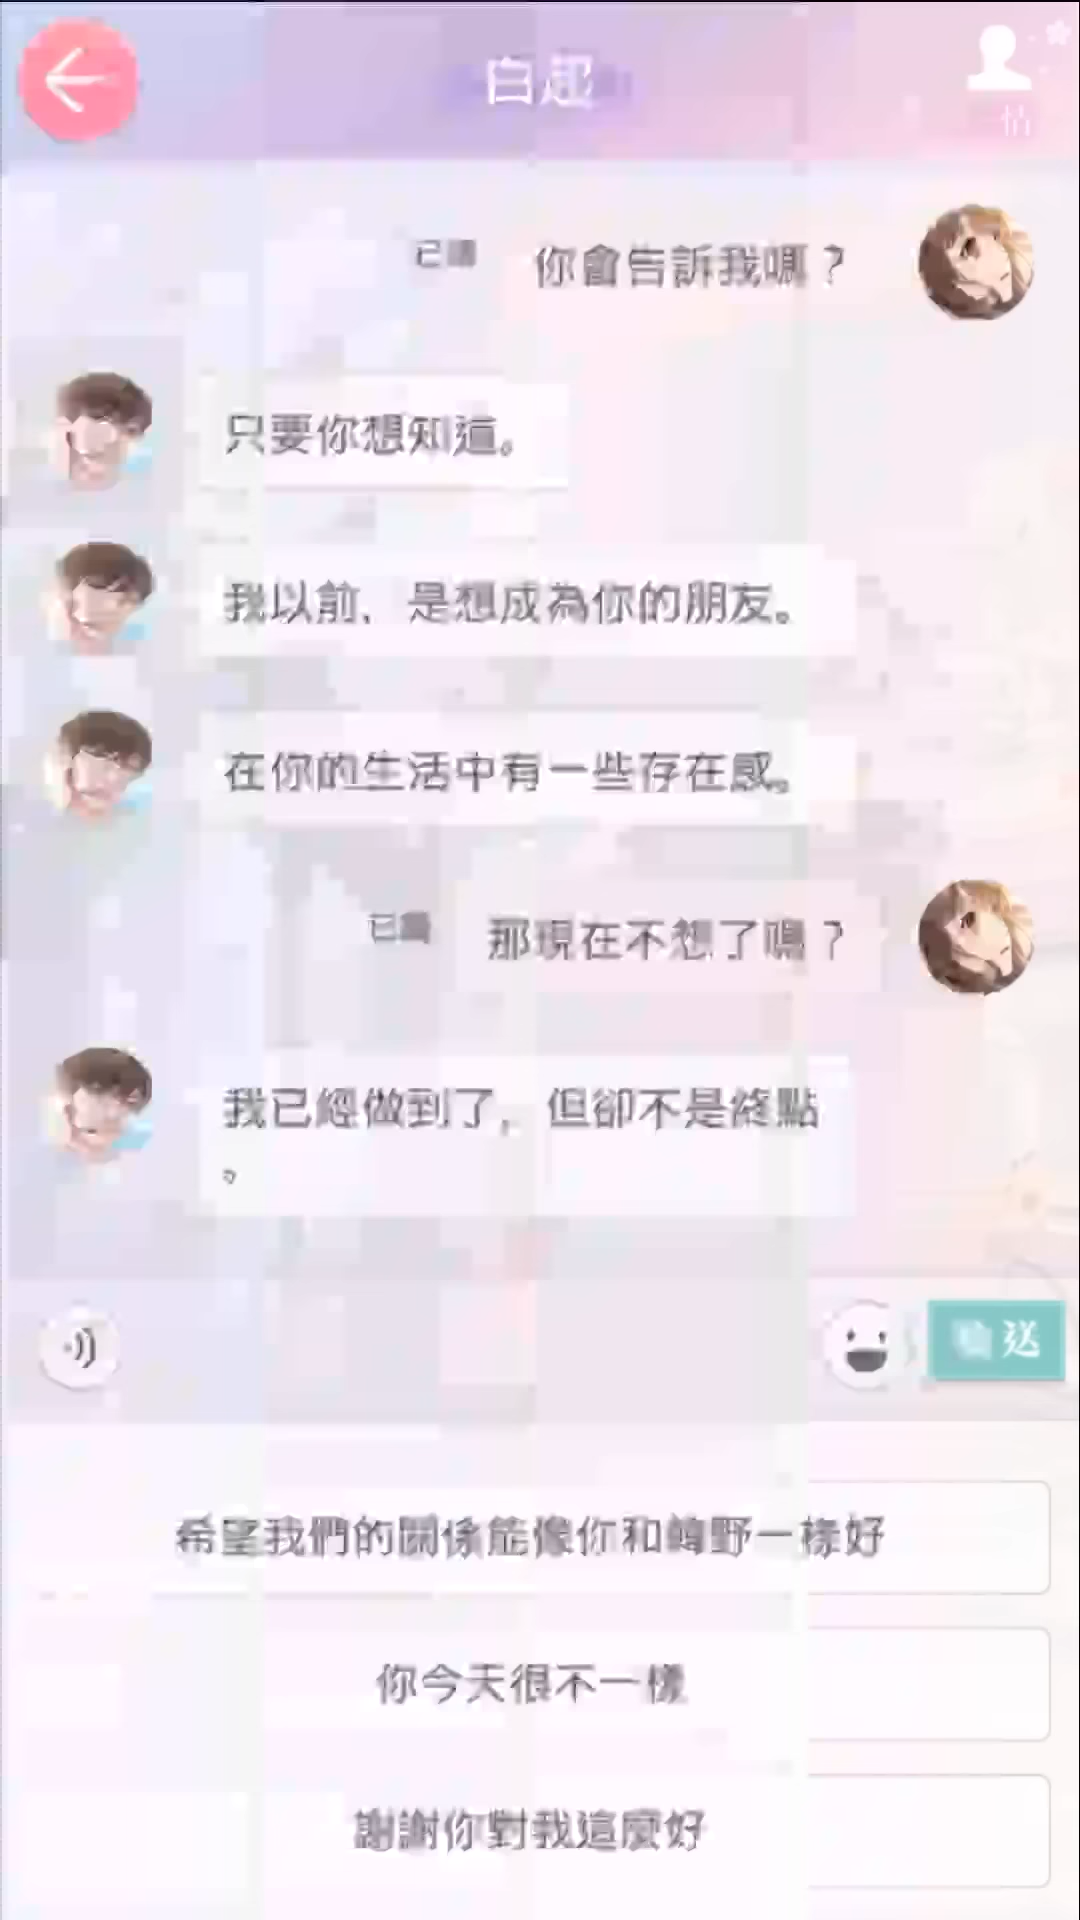 白起
你會告訴我嗎？
只要你想知道。
我以前，是想成為你的朋友。
在你的生活中有一些存在感。
那現在不想了嗎？
我已經做到了，但卻不是終點
。
送
希望我們的關係能像你和韓野一樣好
你今天很不一樣
謝謝你對我這麼好